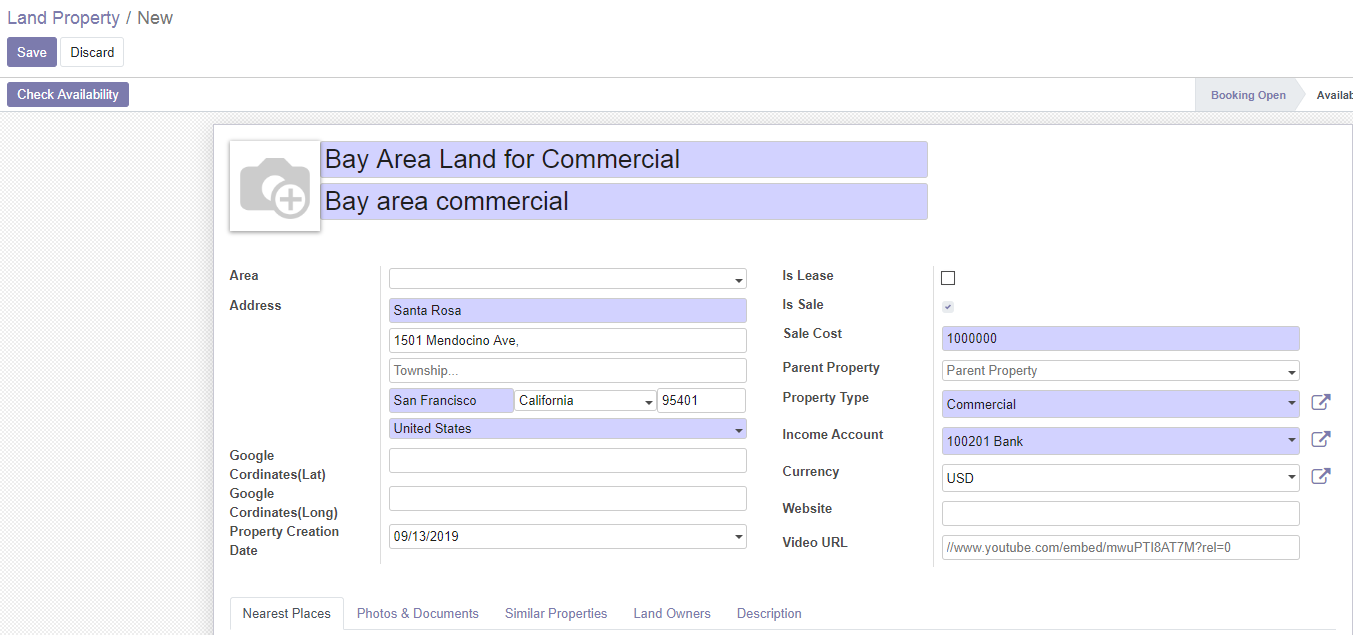 Land Property / New
Save Discard
Check Availability
Booking Open
Bay Area Land for Commercial
Bay area commercial
Area
Address
Santa Rosa
1501 Mendocino Ave,
Township...
San Francisco California 95401
United States
Google
Cordinates(Lat)
Google
Cordinates(Long)
Property Creation
Date
09/13/2019
Is Lease
Is Sale
Sale Cost 1000000
Parent Property Parent Property
Property Type Commercial
Income Account 100201 Bank
Currency USD
Website
Video URL //www.youtube.com/embed/mwuPTI8AT7M?rel=0
Nearest Places Photos & Documents Similar Properties Land Owners Description